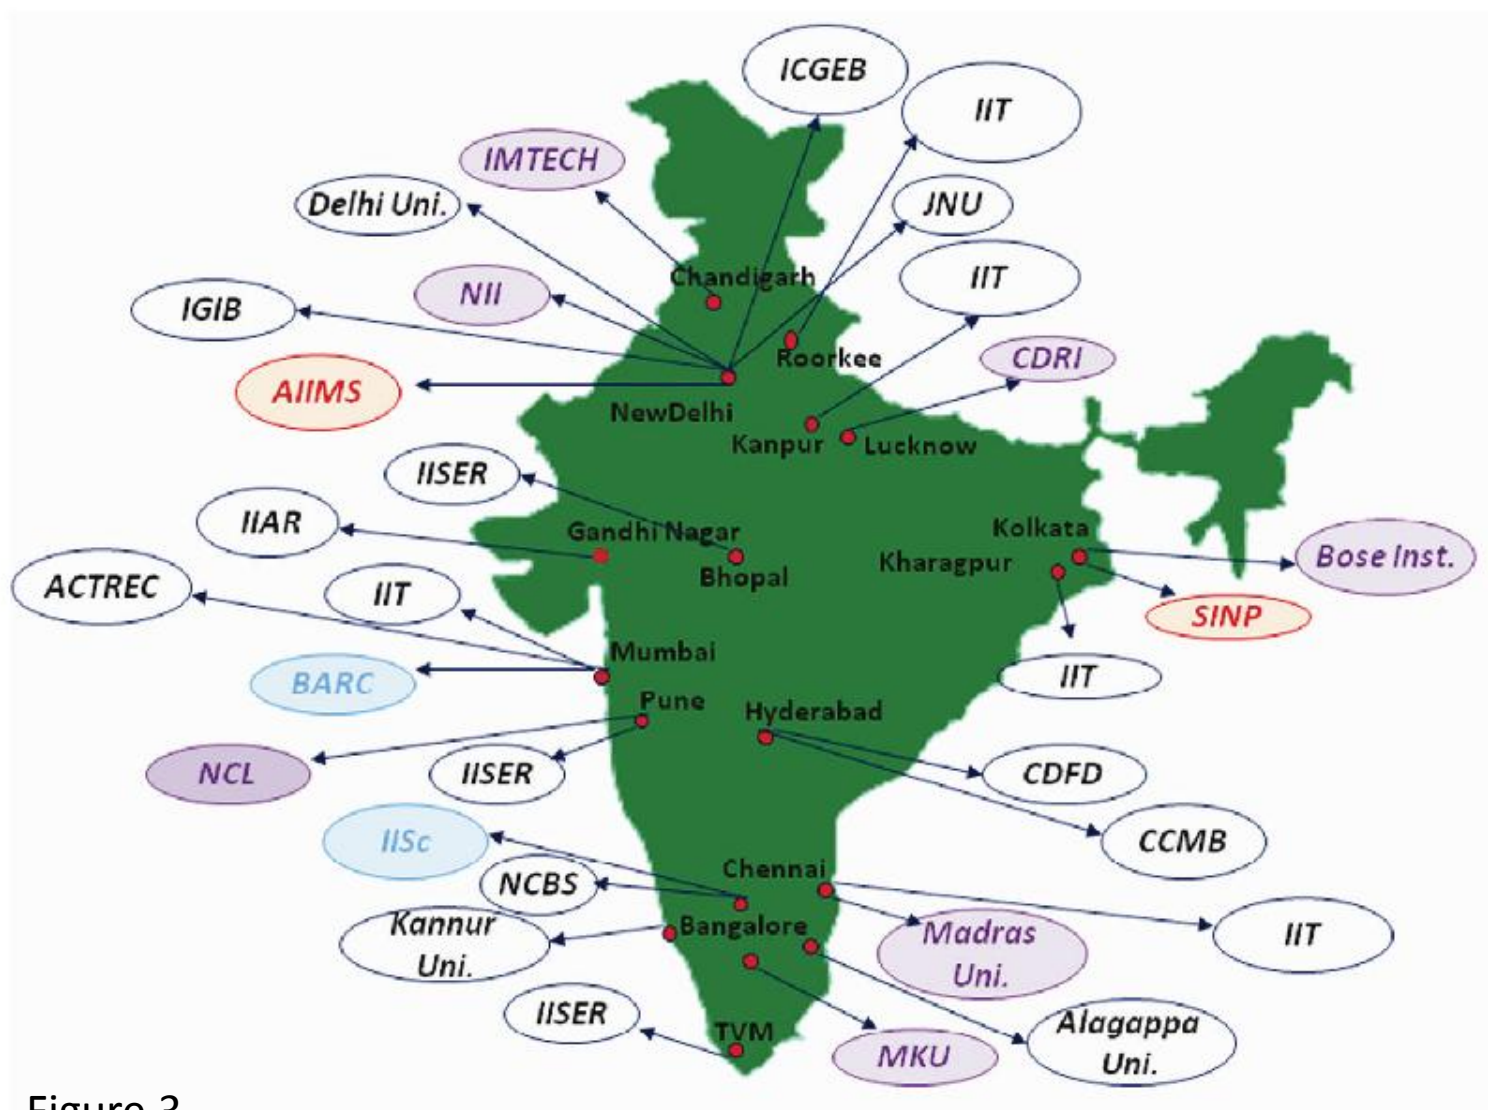 ICGEB
IIT
IMTECH
Delhi Uni.
JNU
Chandigarh
IIT
NII
IGIB
Roorkee
CDRI
AIIMS
NewDelhi
Kanpur
Lucknow
IISER
IIAR
Gandhi Nagar
Kolkata
Bose Inst.
Kharagpur
Bhopal
ACTREC
IIT
SINP
Mumbai
BARC
IIT
Pune
Hyderabad
NCL
IISER
CDFD
IISc
CCMB
Chennai
NCBS
Kannur
Uni.
Bangalore
Madras
Uni.
IIT
IISER
TVM
MKU
Alagappa
Uni.
Figure 3